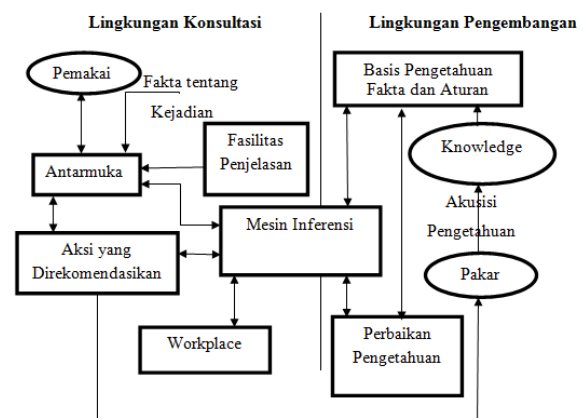 Lingkungan Konsultasi
Lingkungan Pengembangan
Pemakai
Fakta tentang
Kejadian
Basis Pengetahuan
Fakta dan Aturan
Fasilitas
Penjelasan
Knowledge
Antarmuka
Akusisi
Pengetahuan
Mesin Inferensi
Aksi yang
Direkomendasikan
Pakar
Workplace
Perbaikan
Pengetahuan